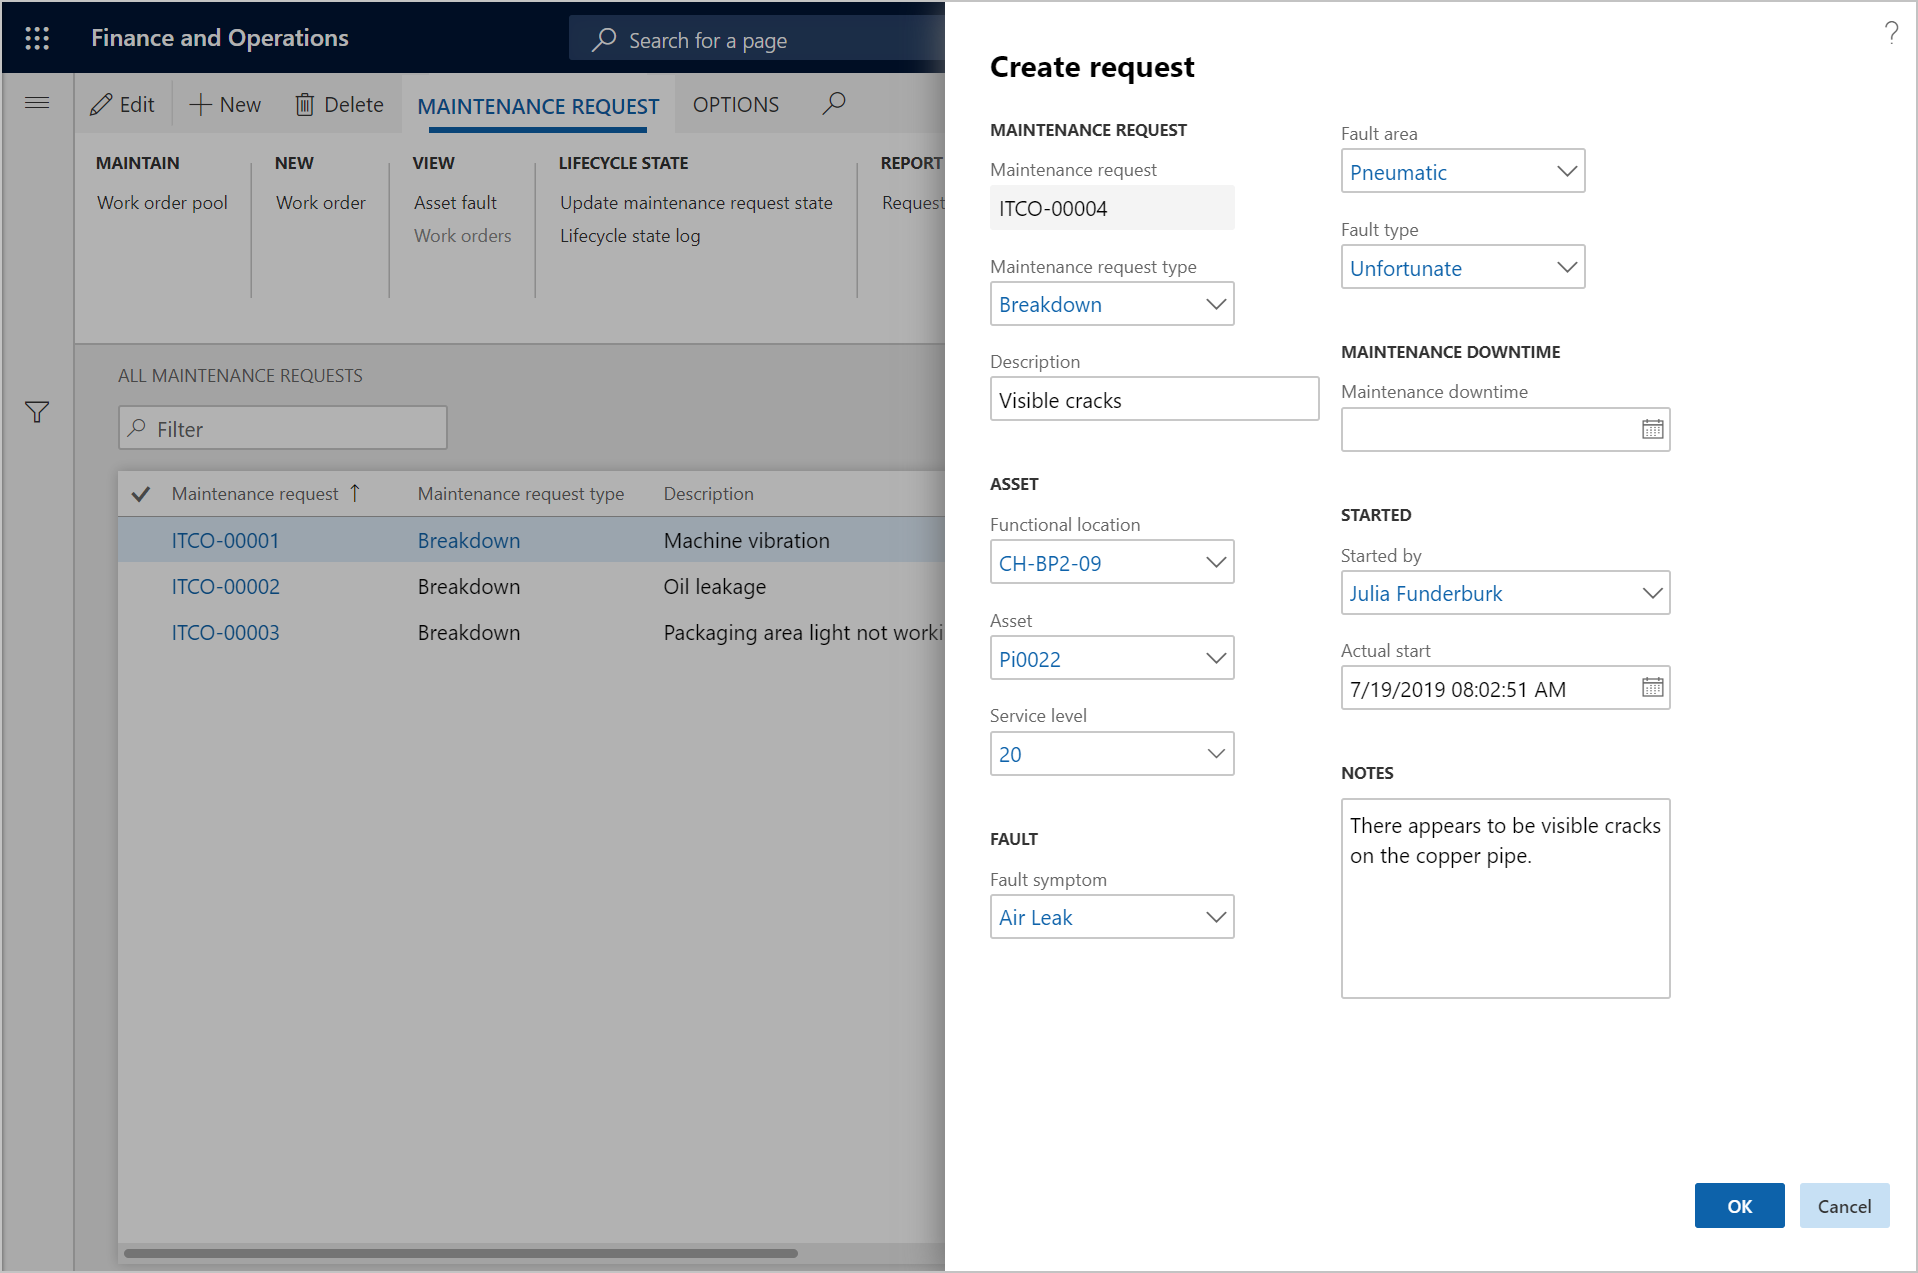 Finance and Operations
Search for a page
Edit
New
Delete
MAINTENANCE REQUEST
OPTIONS
MAINTAIN
Work order pool
NEW
Work order
VIEW
Asset fault
Work orders
LIFECYCLE STATE
Update maintenance request state
Lifecycle state log
REPORT
Request
ALL MAINTENANCE REQUESTS
Filter
Maintenance request ↑ Maintenance request type Description
ITCO-00001 Breakdown Machine vibration
ITCO-00002 Breakdown Oil leakage
ITCO-00003 Breakdown Packaging area light not worki
?
Create request
MAINTENANCE REQUEST
Maintenance request
ITCO-00004
Maintenance request type
Breakdown
Description
Visible cracks
ASSET
Functional location
CH-BP2-09
Asset
Pi0022
Service level
20
FAULT
Fault symptom
Air Leak
Fault area
Pneumatic
Fault type
Unfortunate
MAINTENANCE DOWNTIME
Maintenance downtime
STARTED
Started by
Julia Funderburk
Actual start
7/19/2019 08:02:51 AM
NOTES
There appears to be visible cracks
on the copper pipe.
OK
Cancel